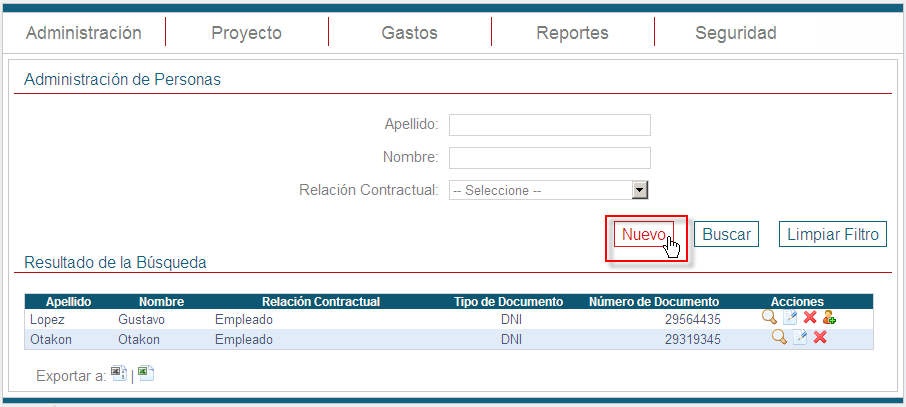 Administración Proyecto Gastos Reportes Seguridad
Administración de Personas
Apellido:
Nombre:
Relación Contractual: -- Seleccione --
Nuevo Buscar Limpiar Filtro
Resultado de la Búsqueda
Apellido Nombre Relación Contractual Tipo de Documento Número de Documento Acciones
Lopez Gustavo Empleado DNI 29564435
Otakon Otakon Empleado DNI 29319345
Exportar a: |